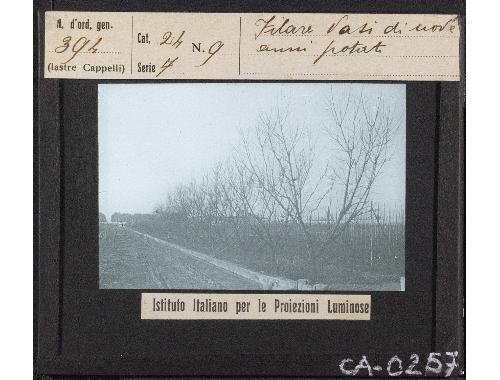 N. d'ord. gen.
394
(lastre Cappelli)
Cat. 24
Serie 7
N. 9
Filare Vasi di nove
anni potati
Istituto Italiano per le Proiezioni Luminose
CA-0257